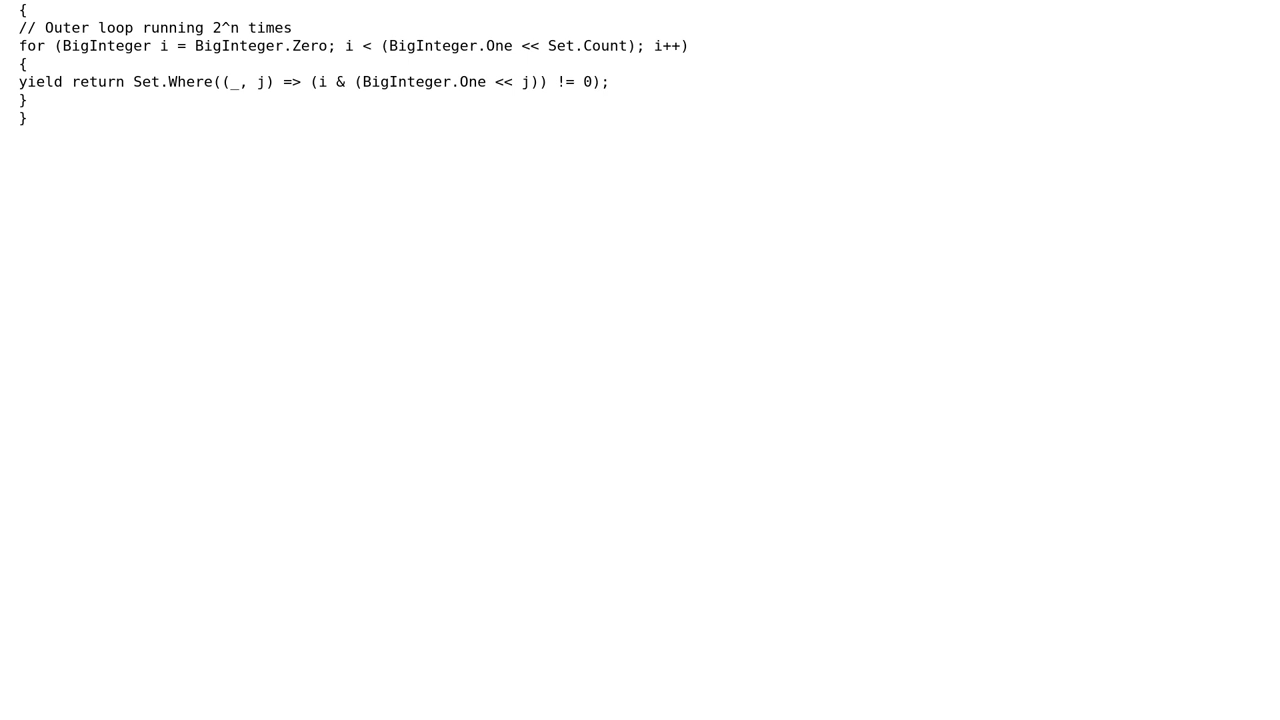 {
// Outer loop running 2^n times
for (BigInteger i = BigInteger.Zero; i < (BigInteger.One << Set.Count); i++)
{
yield return Set.Where((_, j) => (i & (BigInteger.One << j)) != 0);
}
}